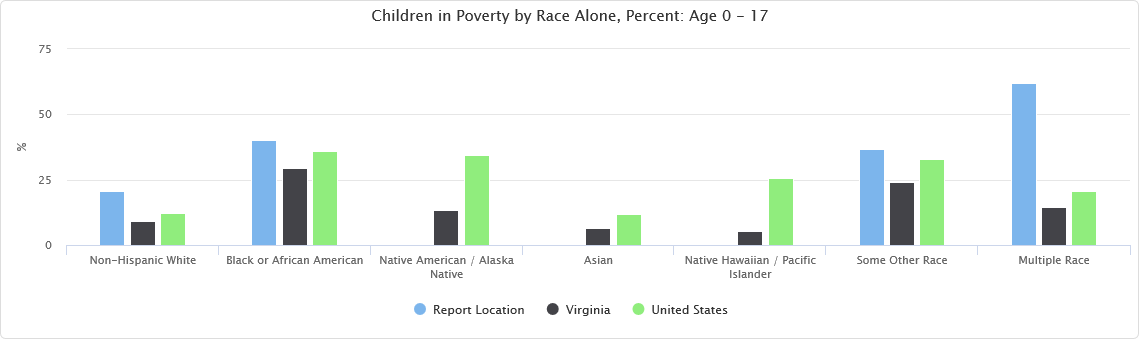 Children in Poverty by Race Alone, Percent: Age 0 - 17
75
50
25
0
%
Non-Hispanic White
Black or African American
Native American / Alaska
Native
Asian
Native Hawaiian / Pacific
Islander
Some Other Race
Multiple Race
Report Location
Virginia
United States